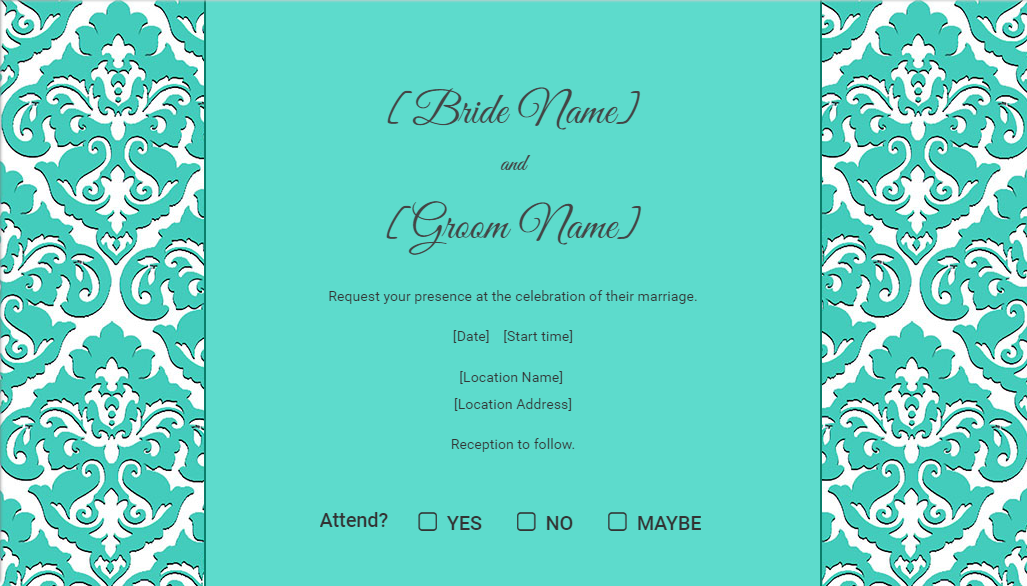 [Bride Name]
and
[Groom Name]
Request your presence at the celebration of their marriage.
[Date] [Start time]
[Location Name]
[Location Address]
Reception to follow.
Attend? YES NO MAYBE